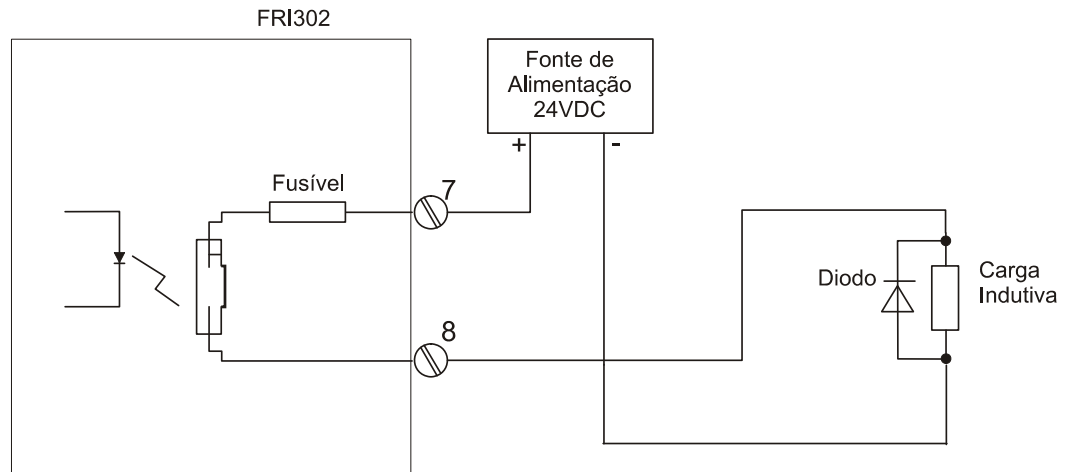 FRI302
Fonte de
Alimentação
24VDC
+
-
Fusível
7
8
Diodo
Carga
Indutiva